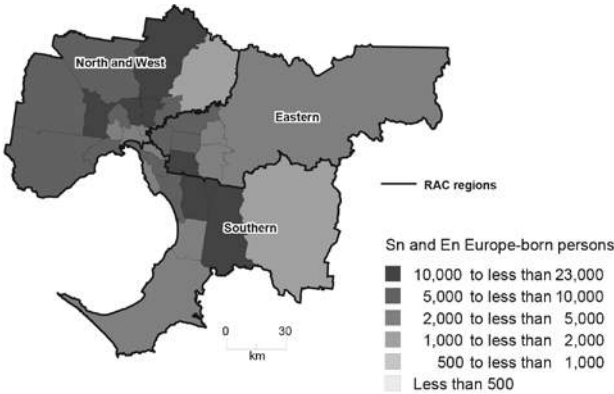 North and West
Eastern
RAC regions
Southern
Sn and En Europe-born persons
10,000 to less than 23,000
5,000 to less than 10,000
2,000 to less than 5,000
1,000 to less than 2,000
500 to less than 1,000
Less than 500
0 30
km